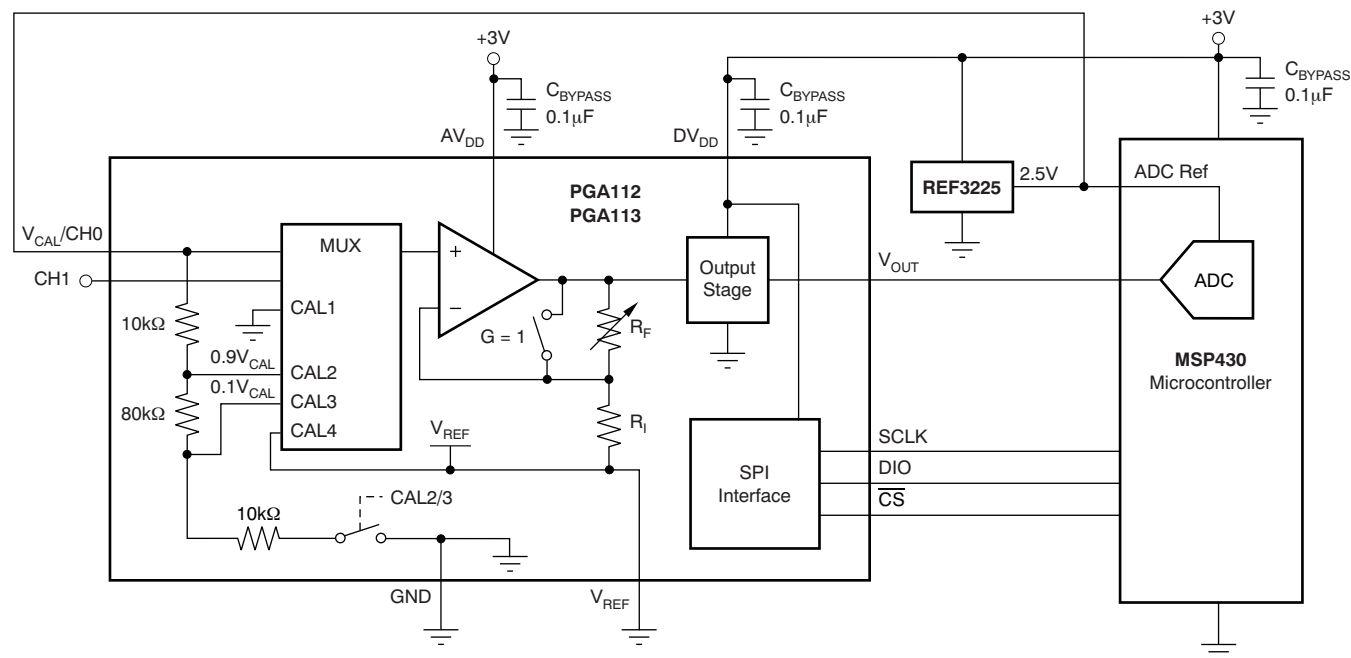 +3V
+3V
C_BYPASS
0.1µF
C_BYPASS
0.1µF
C_BYPASS
0.1µF
AV_DD
DV_DD
PGA112
PGA113
REF3225
2.5V
ADC Ref
V_CAL/CH0
MUX
+
CH1
Output
Stage
V_OUT
ADC
CAL1
−
10kΩ
G = 1
R_F
0.9V_CAL
CAL2
MSP430
Microcontroller
0.1V_CAL
CAL3
80kΩ
CAL4
V_REF
R_I
SCLK
SPI
Interface
DIO
C̅S̅
CAL2/3
10kΩ
GND
V_REF